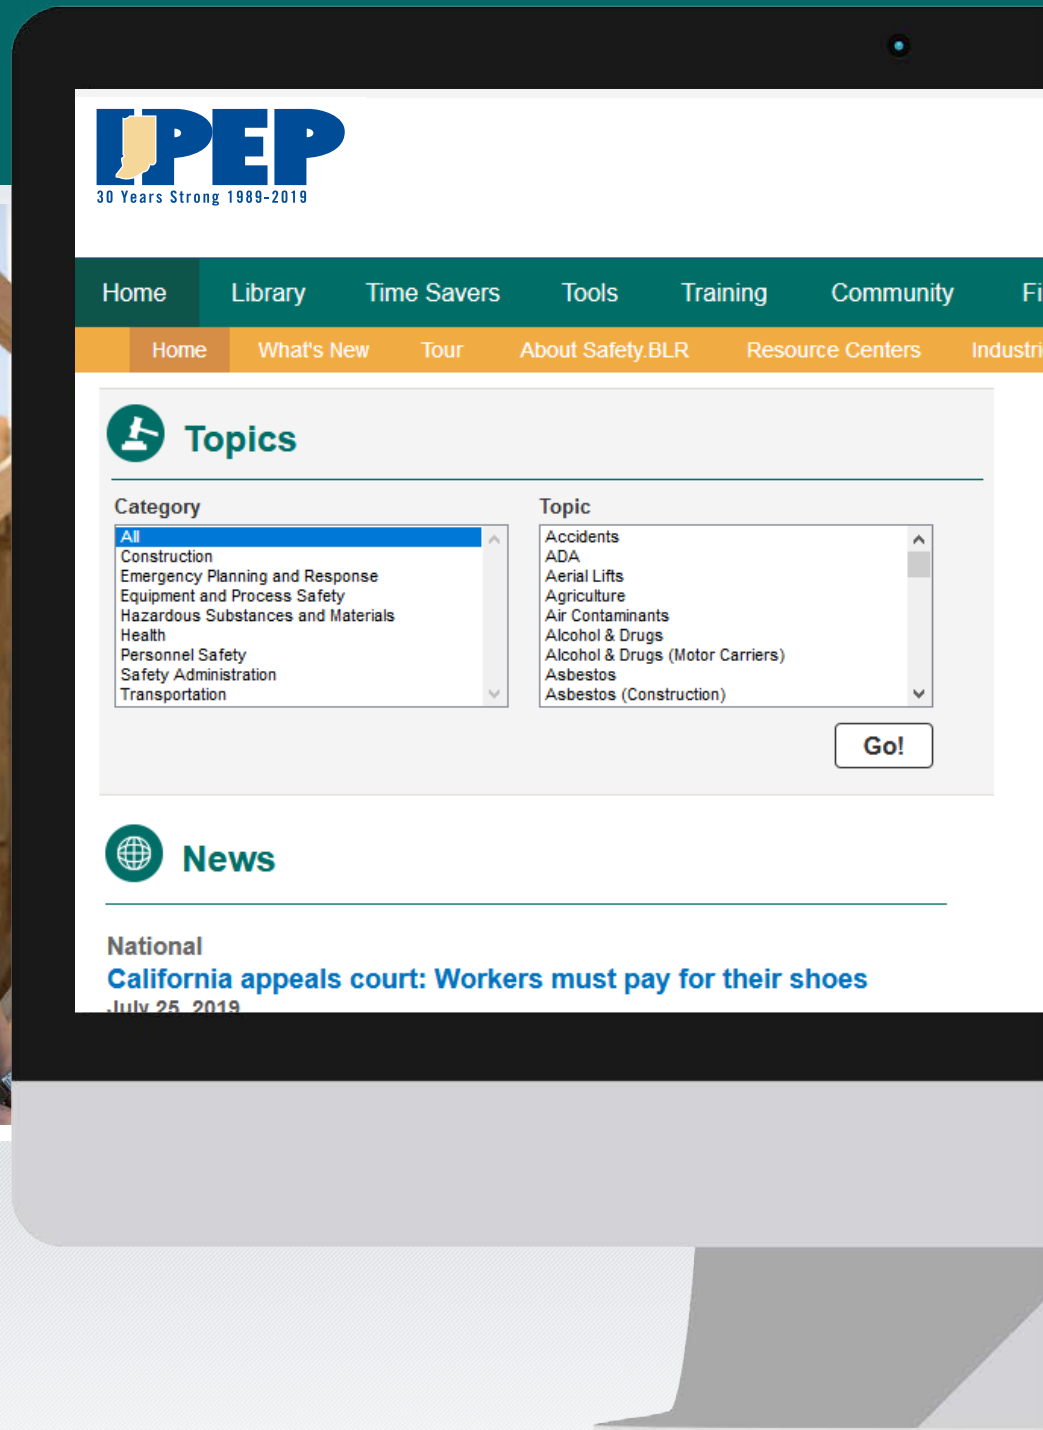 IPEP
30 Years Strong 1989-2019
Home Library Time Savers Tools Training Community
Home What's New Tour About Safety.BLR Resource Centers
Topics
Category
All
Construction
Emergency Planning and Response
Equipment and Process Safety
Hazardous Substances and Materials
Health
Personnel Safety
Safety Administration
Transportation
Topic
Accidents
ADA
Aerial Lifts
Agriculture
Air Contaminants
Alcohol & Drugs
Alcohol & Drugs (Motor Carriers)
Asbestos
Asbestos (Construction)
Go!
News
National
California appeals court: Workers must pay for their shoes
July 25, 2019